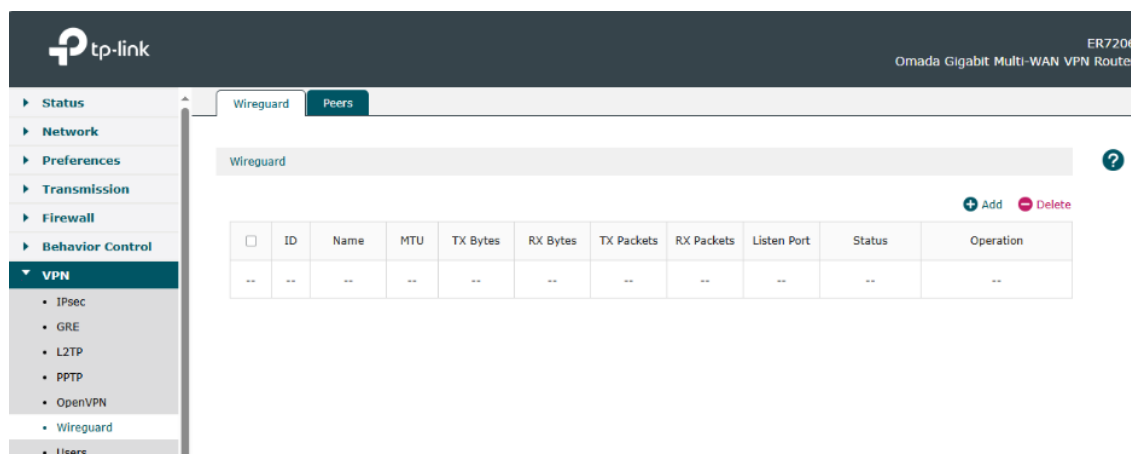 tp-link
ER7206
Omada Gigabit Multi-WAN VPN Route
Status
Network
Preferences
Transmission
Firewall
Behavior Control
VPN
IPsec
GRE
L2TP
PPTP
OpenVPN
Wireguard
Users
Wireguard Peers
Wireguard
?
Add Delete
ID Name MTU TX Bytes RX Bytes TX Packets RX Packets Listen Port Status Operation
-- -- -- -- -- -- -- -- -- -- --